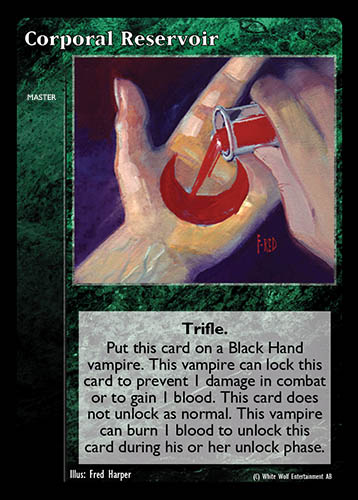 Corporal Reservoir
MASTER
F-RED
Trifle.
Put this card on a Black Hand
vampire. This vampire can lock this
card to prevent 1 damage in combat
or to gain 1 blood. This card does
not unlock as normal. This vampire
can burn 1 blood to unlock this
card during his or her unlock phase.
Illus: Fred Harper
(C) White Wolf Entertainment AB